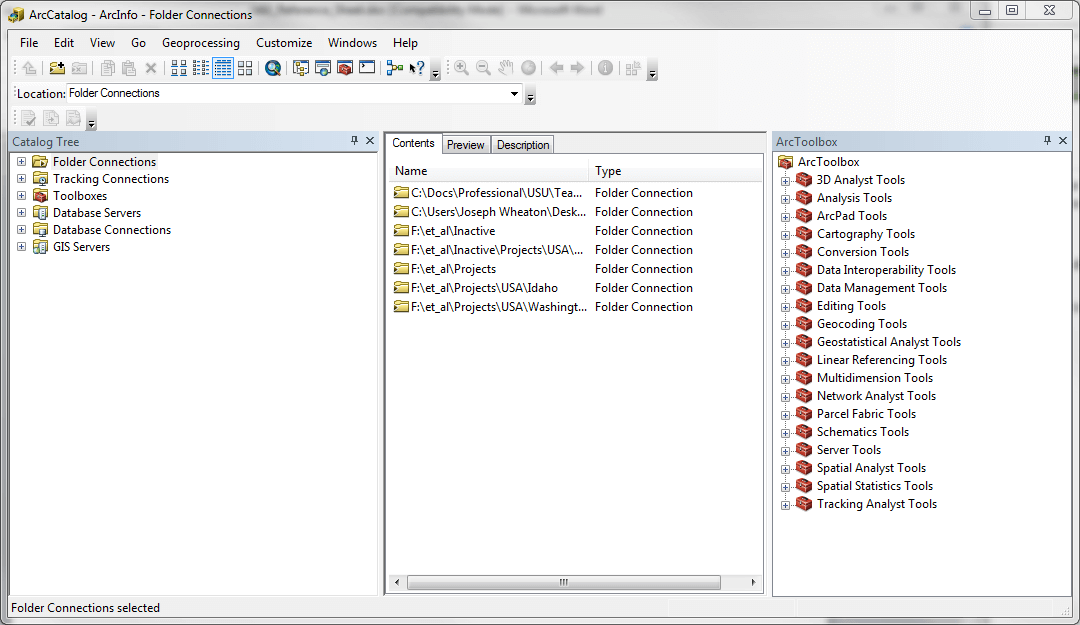 ArcCatalog - ArcInfo - Folder Connections
File Edit View Go Geoprocessing Customize Windows Help
Location: Folder Connections
Catalog Tree
Folder Connections
Tracking Connections
Toolboxes
Database Servers
Database Connections
GIS Servers
Contents Preview Description
Name Type
C:\Docs\Professional\USU\Tea... Folder Connection
C:\Users\Joseph Wheaton\Desk... Folder Connection
F:\et_al\Inactive Folder Connection
F:\et_al\Inactive\Projects\USA\... Folder Connection
F:\et_al\Projects Folder Connection
F:\et_al\Projects\USA\Idaho Folder Connection
F:\et_al\Projects\USA\Washingt... Folder Connection
ArcToolbox
ArcToolbox
3D Analyst Tools
Analysis Tools
ArcPad Tools
Cartography Tools
Conversion Tools
Data Interoperability Tools
Data Management Tools
Editing Tools
Geocoding Tools
Geostatistical Analyst Tools
Linear Referencing Tools
Multidimension Tools
Network Analyst Tools
Parcel Fabric Tools
Schematics Tools
Server Tools
Spatial Analyst Tools
Spatial Statistics Tools
Tracking Analyst Tools
Folder Connections selected